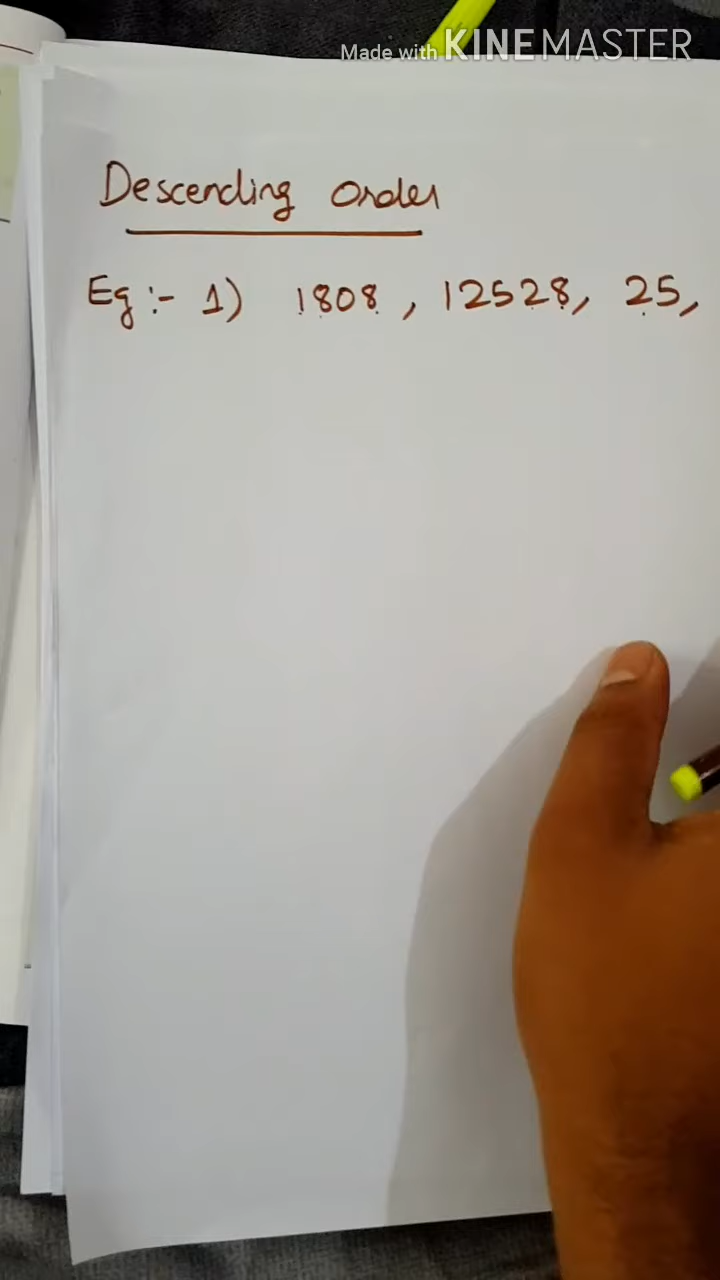 Made with KINEMASTER
Descending Order
Eg:- 1) 1808, 12528, 25,